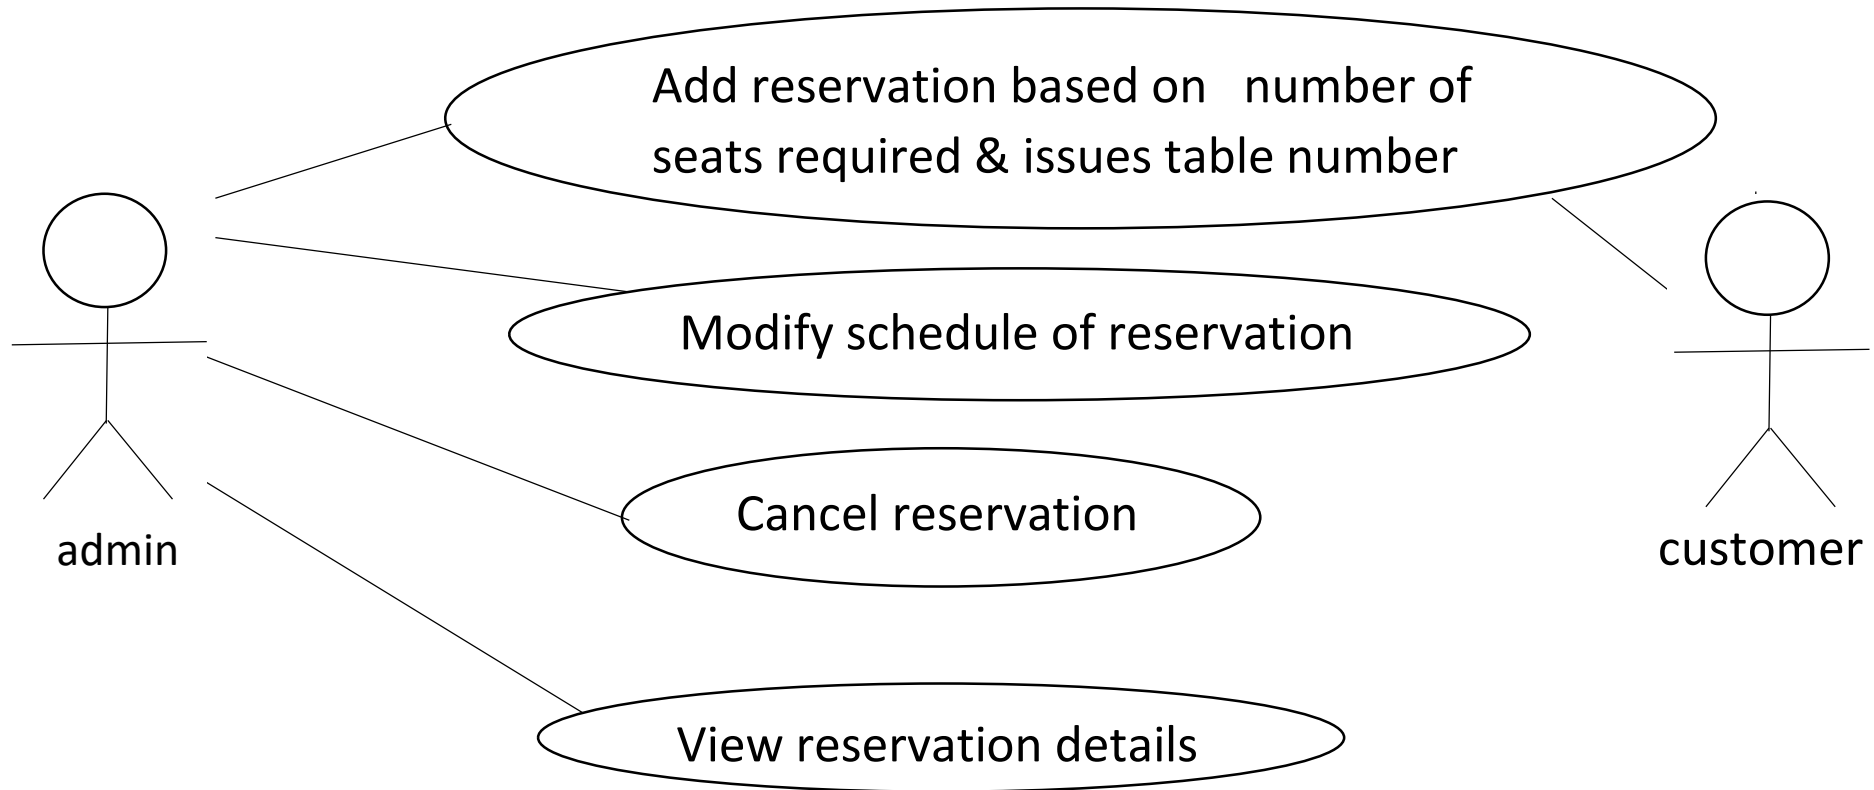 Add reservation based on   number of
seats required & issues table number
Modify schedule of reservation
Cancel reservation
admin
customer
View reservation details